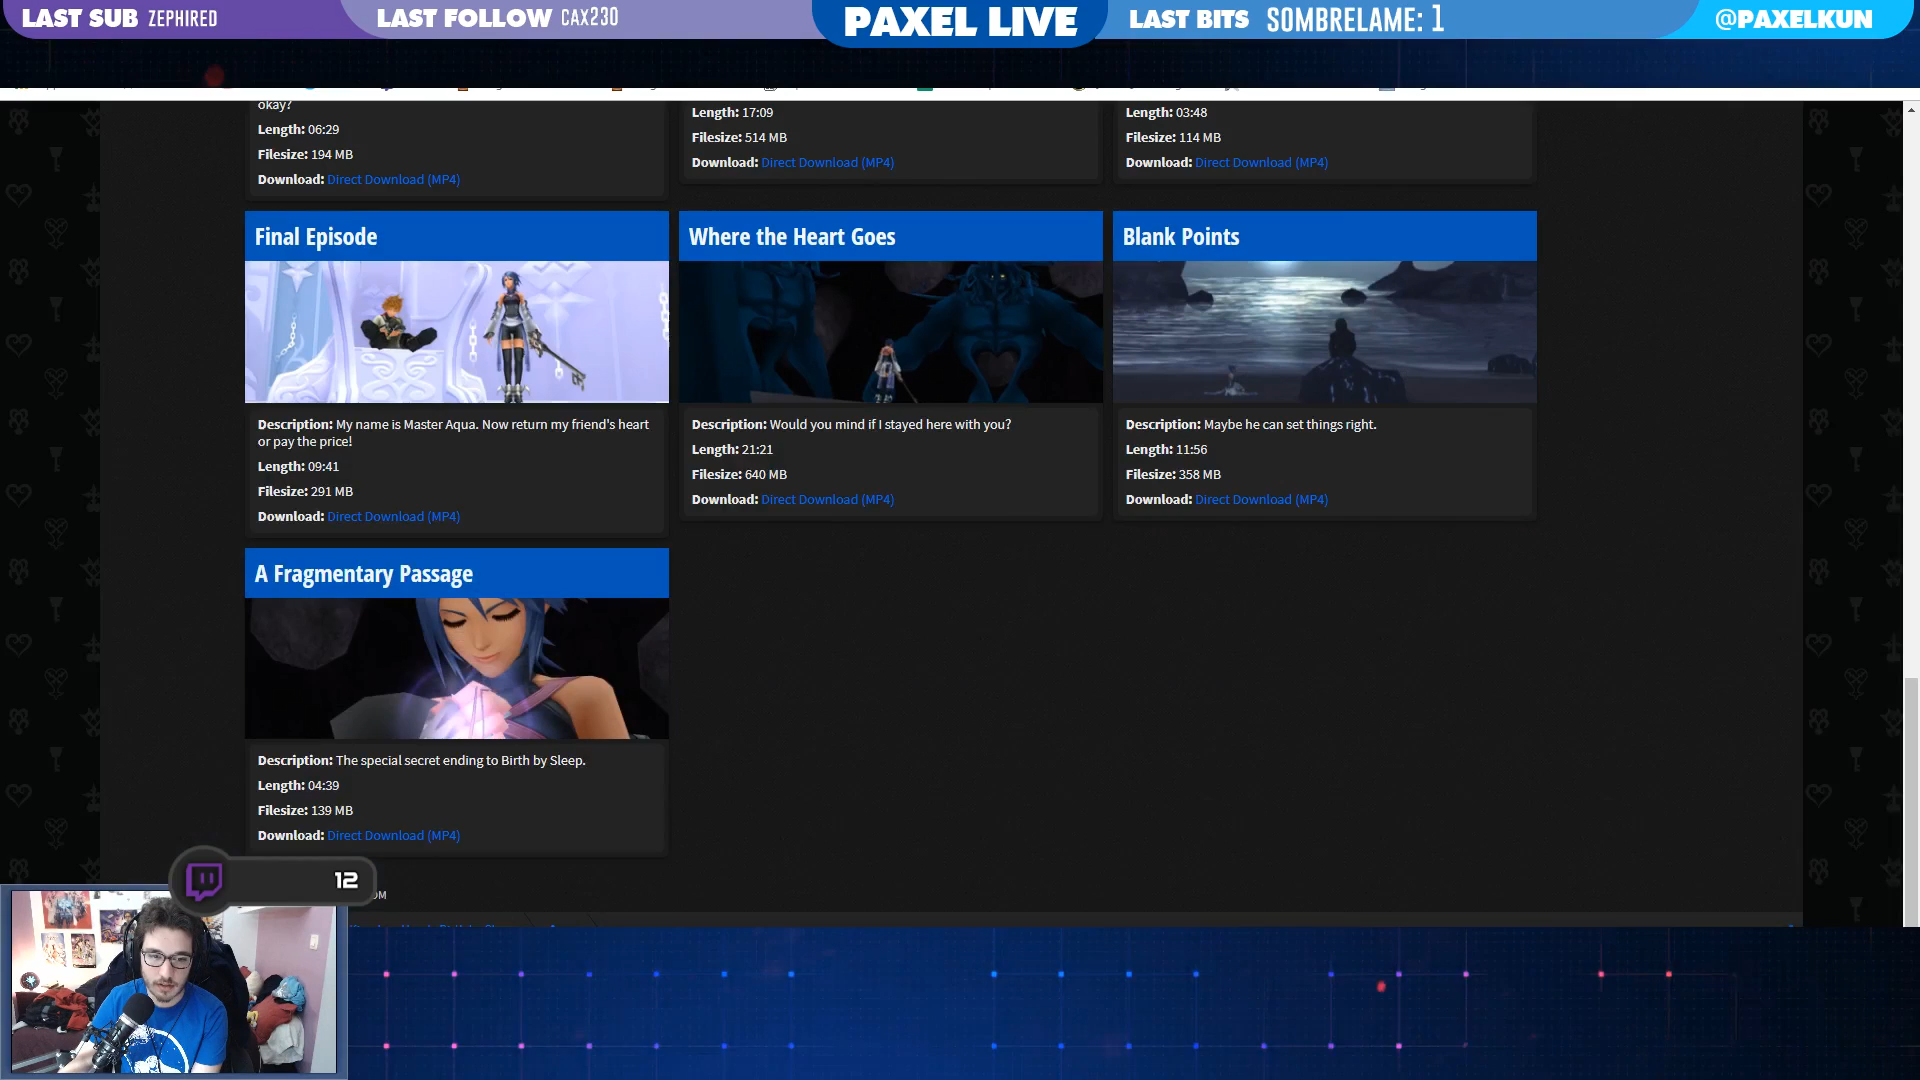 LAST SUB ZEPHIRED
LAST FOLLOW CAX230
PAXEL LIVE
LAST BITS SOMBRELAME: 1
@PAXELKUN
okay?
Length: 06:29
Filesize: 194 MB
Download: Direct Download (MP4)
Length: 17:09
Filesize: 514 MB
Download: Direct Download (MP4)
Length: 03:48
Filesize: 114 MB
Download: Direct Download (MP4)
Final Episode
Description: My name is Master Aqua. Now return my friend's heart
or pay the price!
Length: 09:41
Filesize: 291 MB
Download: Direct Download (MP4)
Where the Heart Goes
Description: Would you mind if I stayed here with you?
Length: 21:21
Filesize: 640 MB
Download: Direct Download (MP4)
Blank Points
Description: Maybe he can set things right.
Length: 11:56
Filesize: 358 MB
Download: Direct Download (MP4)
A Fragmentary Passage
Description: The special secret ending to Birth by Sleep.
Length: 04:39
Filesize: 139 MB
Download: Direct Download (MP4)
12
OM